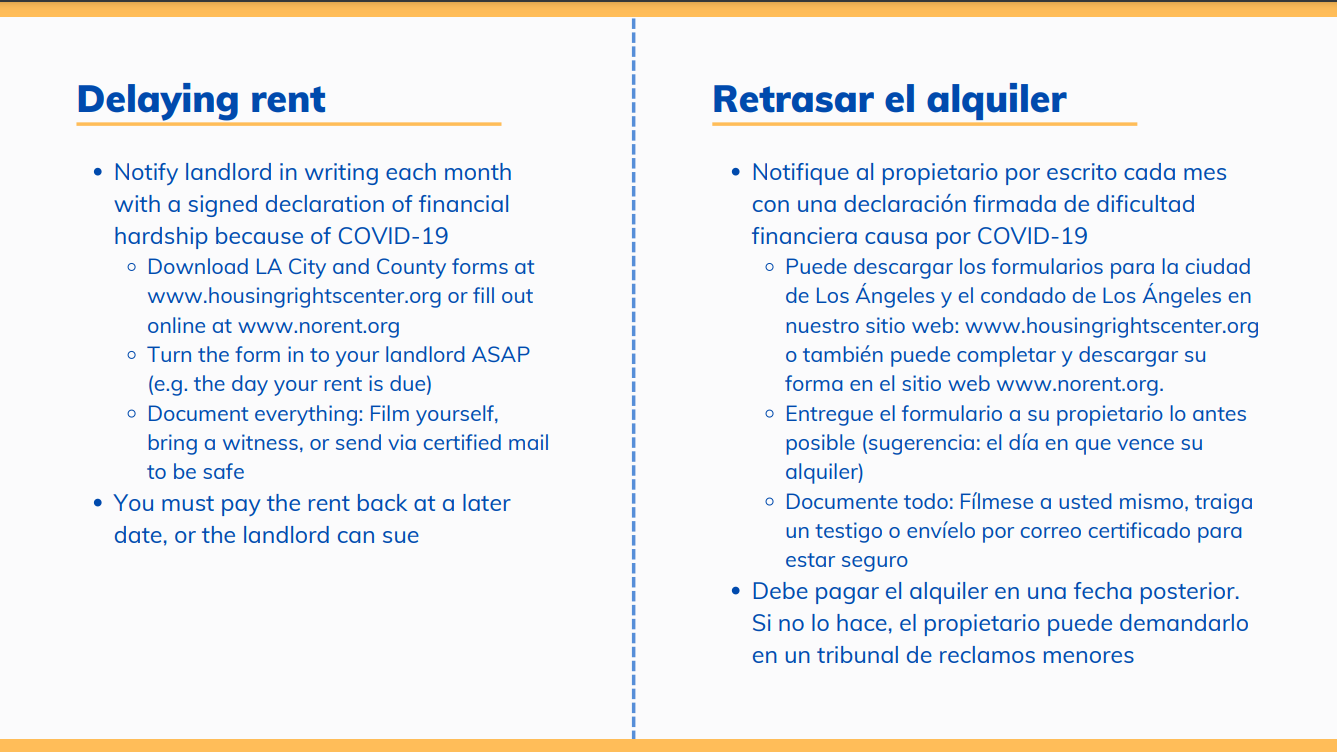 Delaying rent
• Notify landlord in writing each month
with a signed declaration of financial
hardship because of COVID-19
◦ Download LA City and County forms at
www.housingrightscenter.org or fill out
online at www.norent.org
◦ Turn the form in to your landlord ASAP
(e.g. the day your rent is due)
◦ Document everything: Film yourself,
bring a witness, or send via certified mail
to be safe
• You must pay the rent back at a later
date, or the landlord can sue
Retrasar el alquiler
• Notifique al propietario por escrito cada mes
con una declaración firmada de dificultad
financiera causa por COVID-19
◦ Puede descargar los formularios para la ciudad
de Los Ángeles y el condado de Los Ángeles en
nuestro sitio web: www.housingrightscenter.org
o también puede completar y descargar su
forma en el sitio web www.norent.org.
◦ Entregue el formulario a su propietario lo antes
posible (sugerencia: el día en que vence su
alquiler)
◦ Documente todo: Fílmese a usted mismo, traiga
un testigo o envíelo por correo certificado para
estar seguro
• Debe pagar el alquiler en una fecha posterior.
Si no lo hace, el propietario puede demandarlo
en un tribunal de reclamos menores